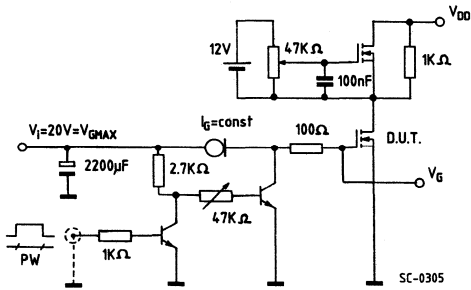 V_DD
12V
47KΩ
1KΩ
100nF
I_G=const
V_i=20V=V_GMAX
100Ω
D.U.T.
2200μF
2.7KΩ
V_G
47KΩ
PW
1KΩ
SC-0305